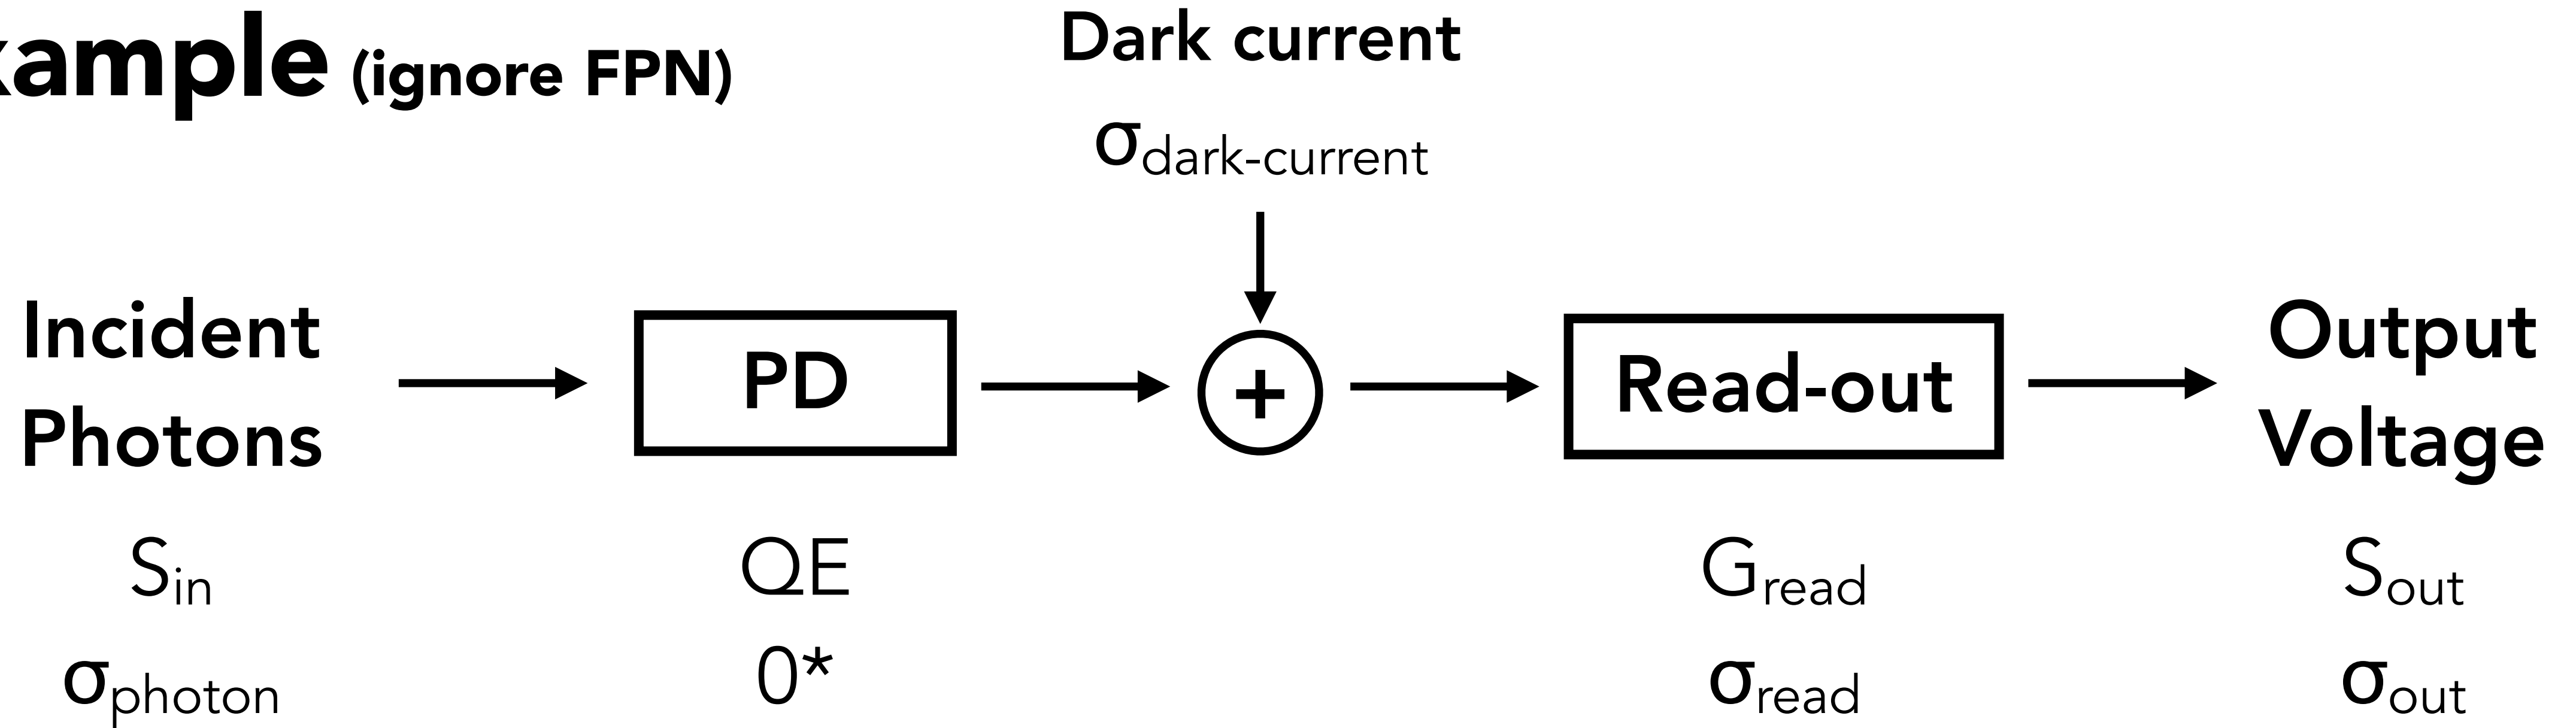 xample (ignore FPN)
Dark current
σdark-current
Incident
Photons
PD
+
Read-out
Output
Voltage
Sin
QE
Gread
Sout
σphoton
0*
σread
σout